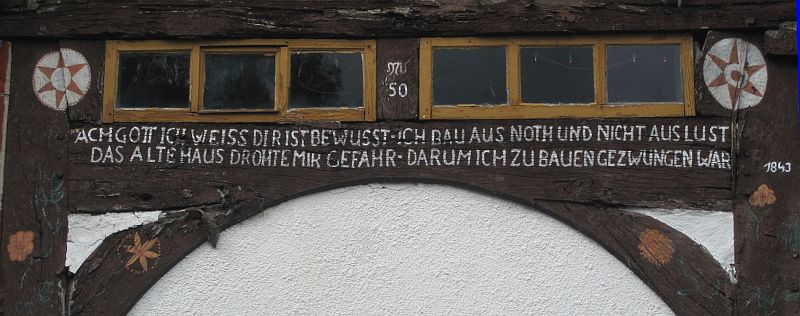 No
50
ACH GOTT ICH WEISS DIR IST BEWUSST - ICH BAU AUS NOTH UND NICHT AUS LUST
DAS ALTE HAUS DROHTE MIR GEFAHR - DARUM ICH ZU BAUEN GEZWUNGEN WAR
1843